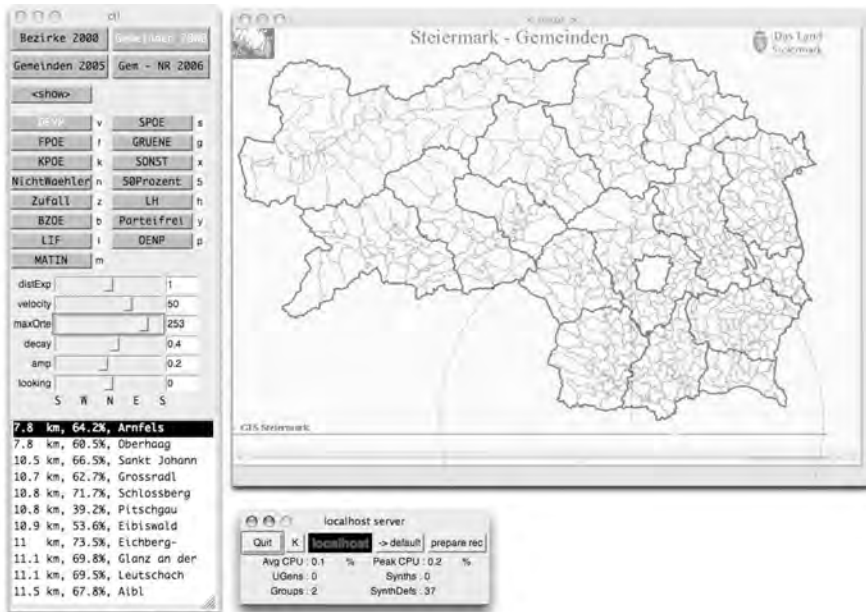 Bezirke 2000 Gemeinden 2000
Gemeinden 2005 Gem - NR 2006
<show>
OEVP v SPOE s
FPOE f GRUENE g
KPOE k SONST x
NichtWaehler n 50Prozent 5
Zufall z LH h
BZOE b Parteifrei y
LIF l DENP p
MATIN m
distExp 1
velocity 50
maxOrte 253
decay 0.4
amp 0.2
looking 0
S W N E S
7.8 km, 64.2%, Arnfels
7.8 km, 60.5%, Oberhaag
10.5 km, 66.5%, Sankt Johann
10.7 km, 62.7%, Grossradl
10.8 km, 71.7%, Schlossberg
10.8 km, 39.2%, Pitschgau
10.9 km, 53.6%, Eibiswald
11 km, 73.5%, Eichberg-
11.1 km, 69.8%, Glanz an der
11.1 km, 69.5%, Leutschach
11.5 km, 67.8%, Aibl
Steiermark - Gemeinden
Das Land
Steiermark
GIS Steiermark
localhost server
Quit K localhost -> default prepare rec
Avg CPU : 0.1 % Peak CPU : 0.2 %
UGens : 0 Synths : 0
Groups : 2 SynthDefs : 37